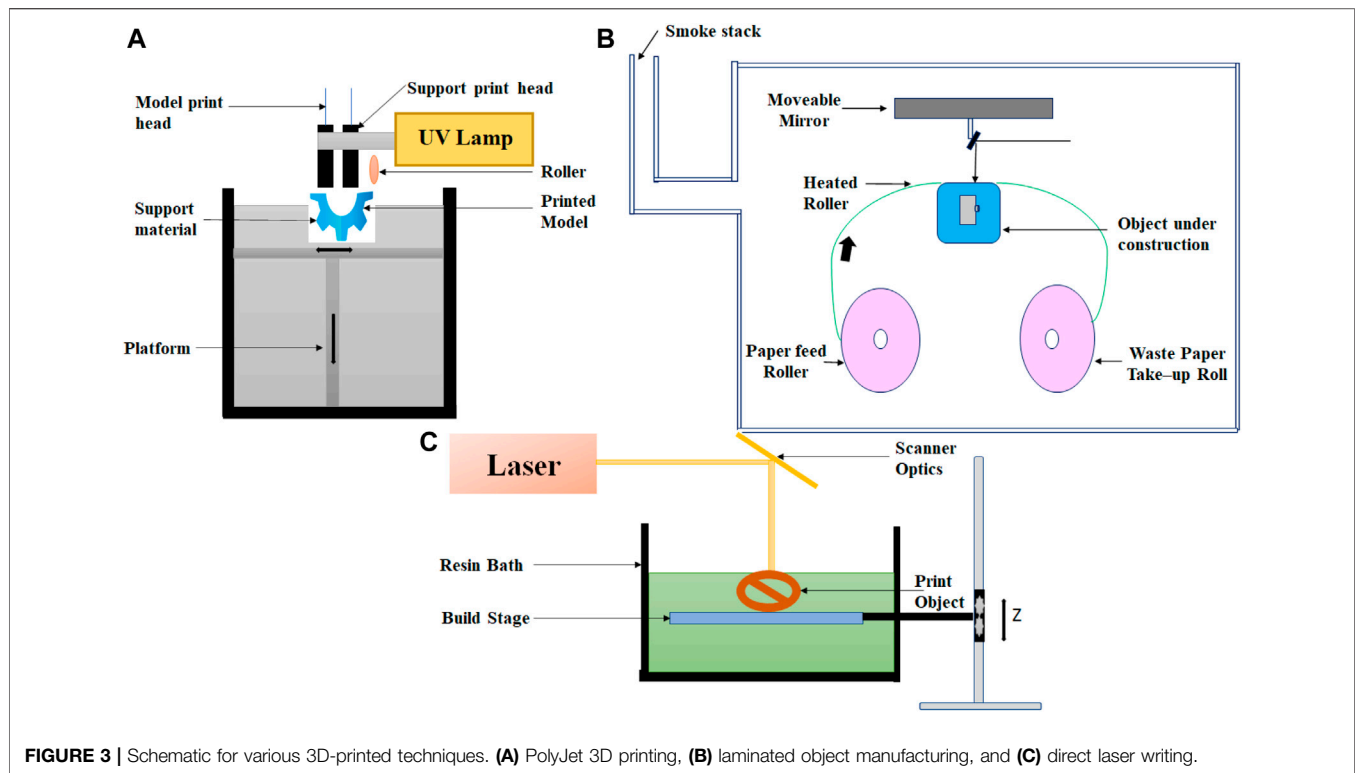 A
Model print
head
Support print head
UV Lamp
Roller
Support
material
Printed
Model
Platform
B
Smoke stack
Moveable
Mirror
Heated
Roller
Object under
construction
Paper feed
Roller
Waste Paper
Take–up Roll
C
Laser
Scanner
Optics
Resin Bath
Print
Object
Build Stage
Z
FIGURE 3 | Schematic for various 3D-printed techniques. (A) PolyJet 3D printing, (B) laminated object manufacturing, and (C) direct laser writing.